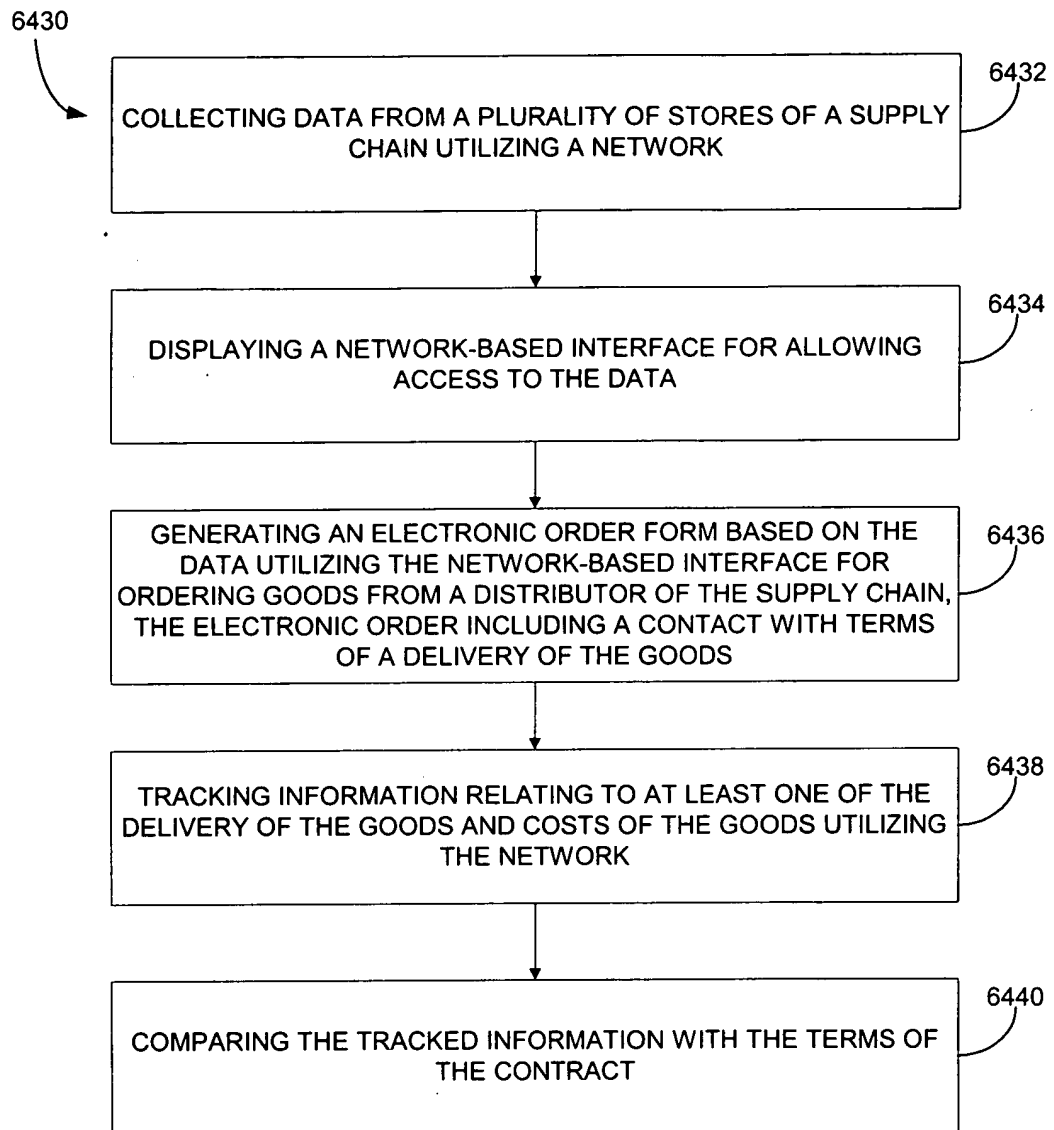 6430
6432
COLLECTING DATA FROM A PLURALITY OF STORES OF A SUPPLY
CHAIN UTILIZING A NETWORK
6434
DISPLAYING A NETWORK-BASED INTERFACE FOR ALLOWING
ACCESS TO THE DATA
6436
GENERATING AN ELECTRONIC ORDER FORM BASED ON THE
DATA UTILIZING THE NETWORK-BASED INTERFACE FOR
ORDERING GOODS FROM A DISTRIBUTOR OF THE SUPPLY CHAIN,
THE ELECTRONIC ORDER INCLUDING A CONTACT WITH TERMS
OF A DELIVERY OF THE GOODS
6438
TRACKING INFORMATION RELATING TO AT LEAST ONE OF THE
DELIVERY OF THE GOODS AND COSTS OF THE GOODS UTILIZING
THE NETWORK
6440
COMPARING THE TRACKED INFORMATION WITH THE TERMS OF
THE CONTRACT